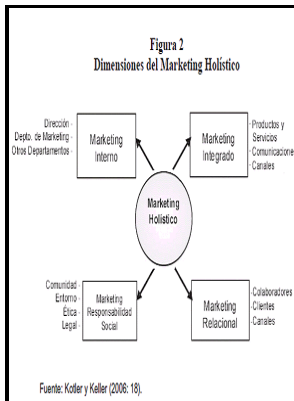 Figura 2
Dimensiones del Marketing Holístico
Dirección -
Depto. de Marketing -
Otros Departamentos -
Marketing
Interno
Marketing
Integrado
- Productos y
Servicios
- Comunicacione
- Canales
Marketing
Holístico
Comunidad -
Entorno -
Ética -
Legal -
Marketing
Responsabilidad
Social
Marketing
Relacional
- Colaboradores
- Clientes
- Canales
Fuente: Kotler y Keller (2006: 18).